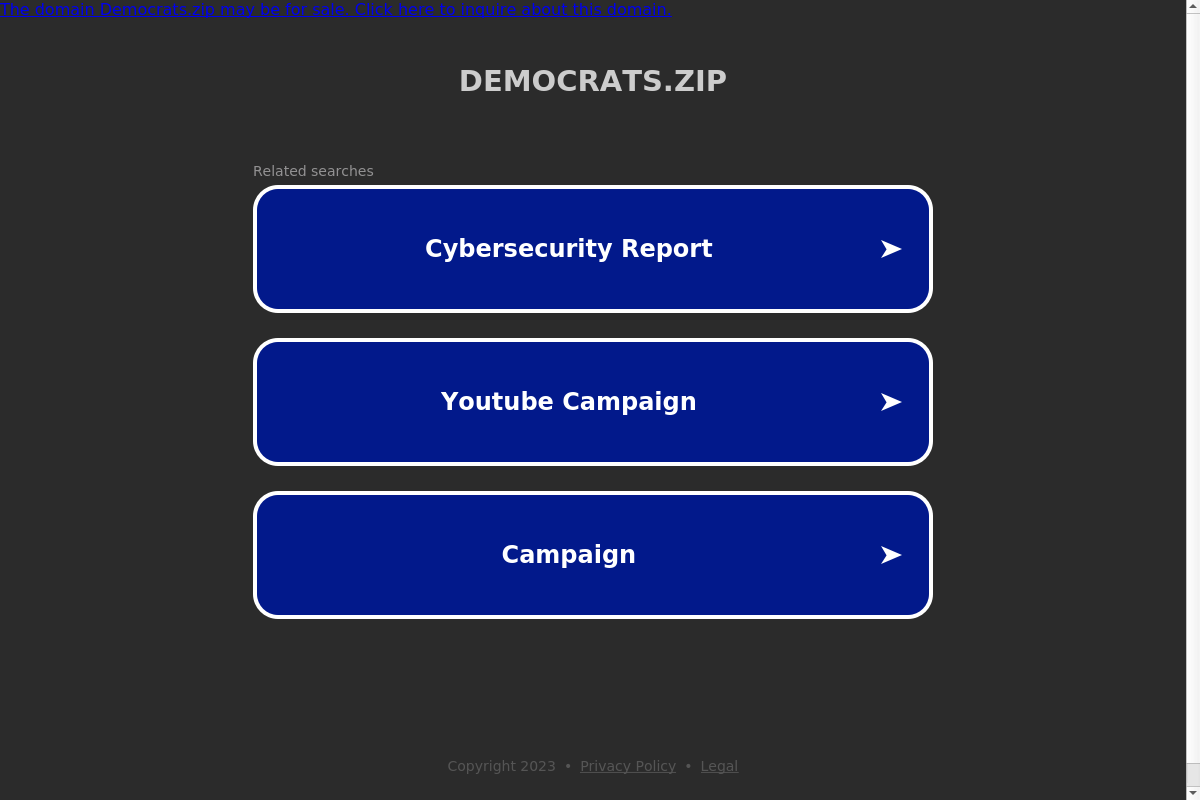 The domain Democrats.zip may be for sale. Click here to inquire about this domain.
DEMOCRATS.ZIP
Related searches
Cybersecurity Report
Youtube Campaign
Campaign
Copyright 2023 • Privacy Policy • Legal